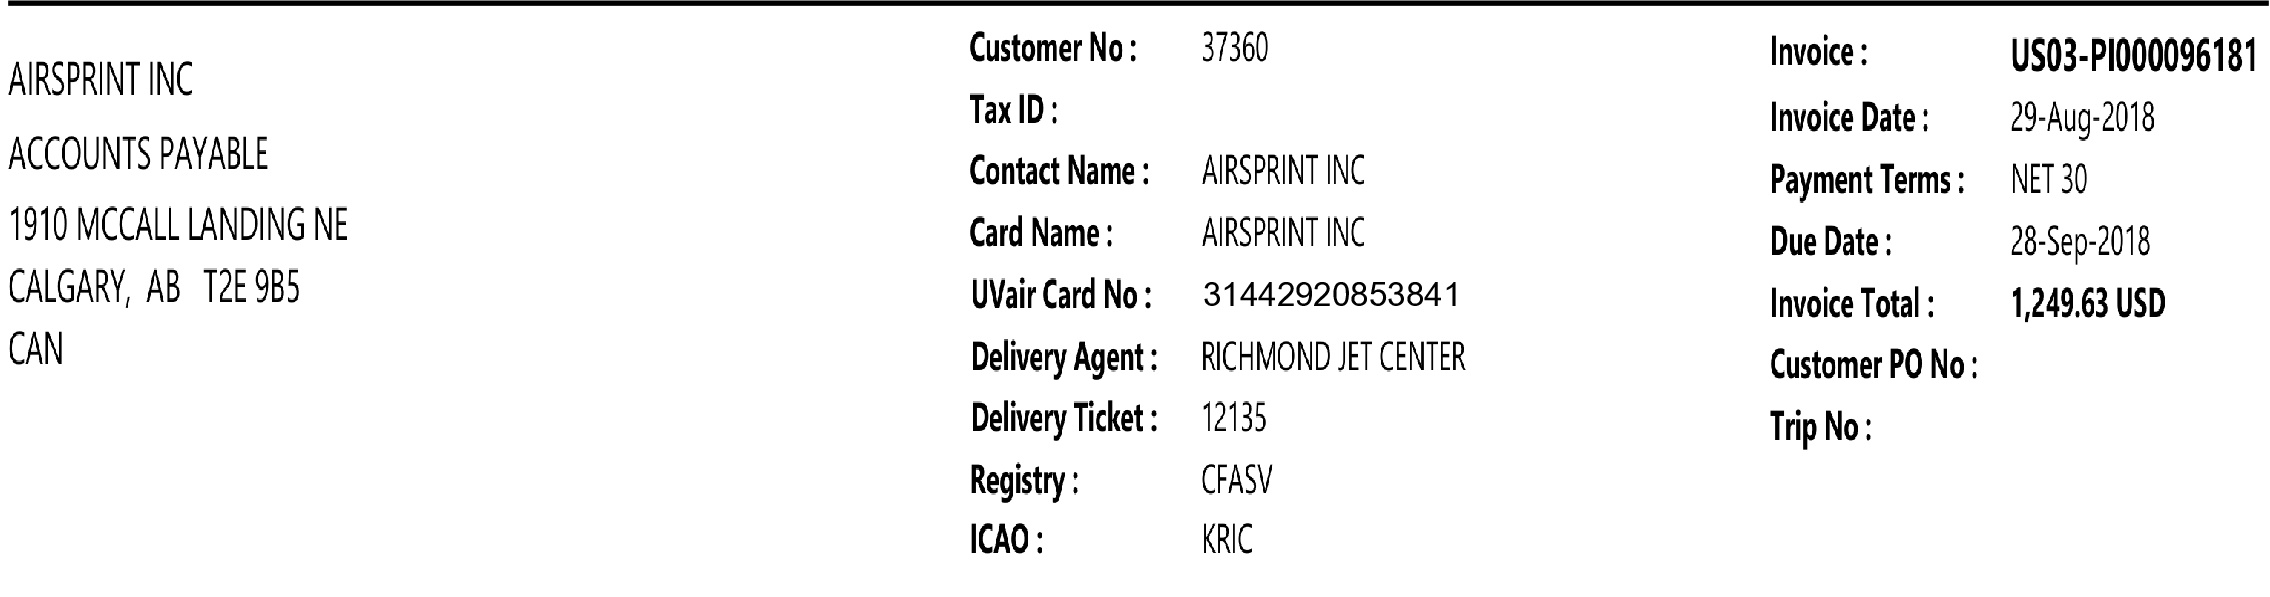 AIRSPRINT INC
ACCOUNTS PAYABLE
1910 MCCALL LANDING NE
CALGARY, AB T2E 9B5
CAN
Customer No : 37360
Tax ID :
Contact Name : AIRSPRINT INC
Card Name : AIRSPRINT INC
UVair Card No : 31442920853841
Delivery Agent : RICHMOND JET CENTER
Delivery Ticket : 12135
Registry : CFASV
ICAO : KRIC
Invoice : US03-PI000096181
Invoice Date : 29-Aug-2018
Payment Terms : NET 30
Due Date : 28-Sep-2018
Invoice Total : 1,249.63 USD
Customer PO No :
Trip No :